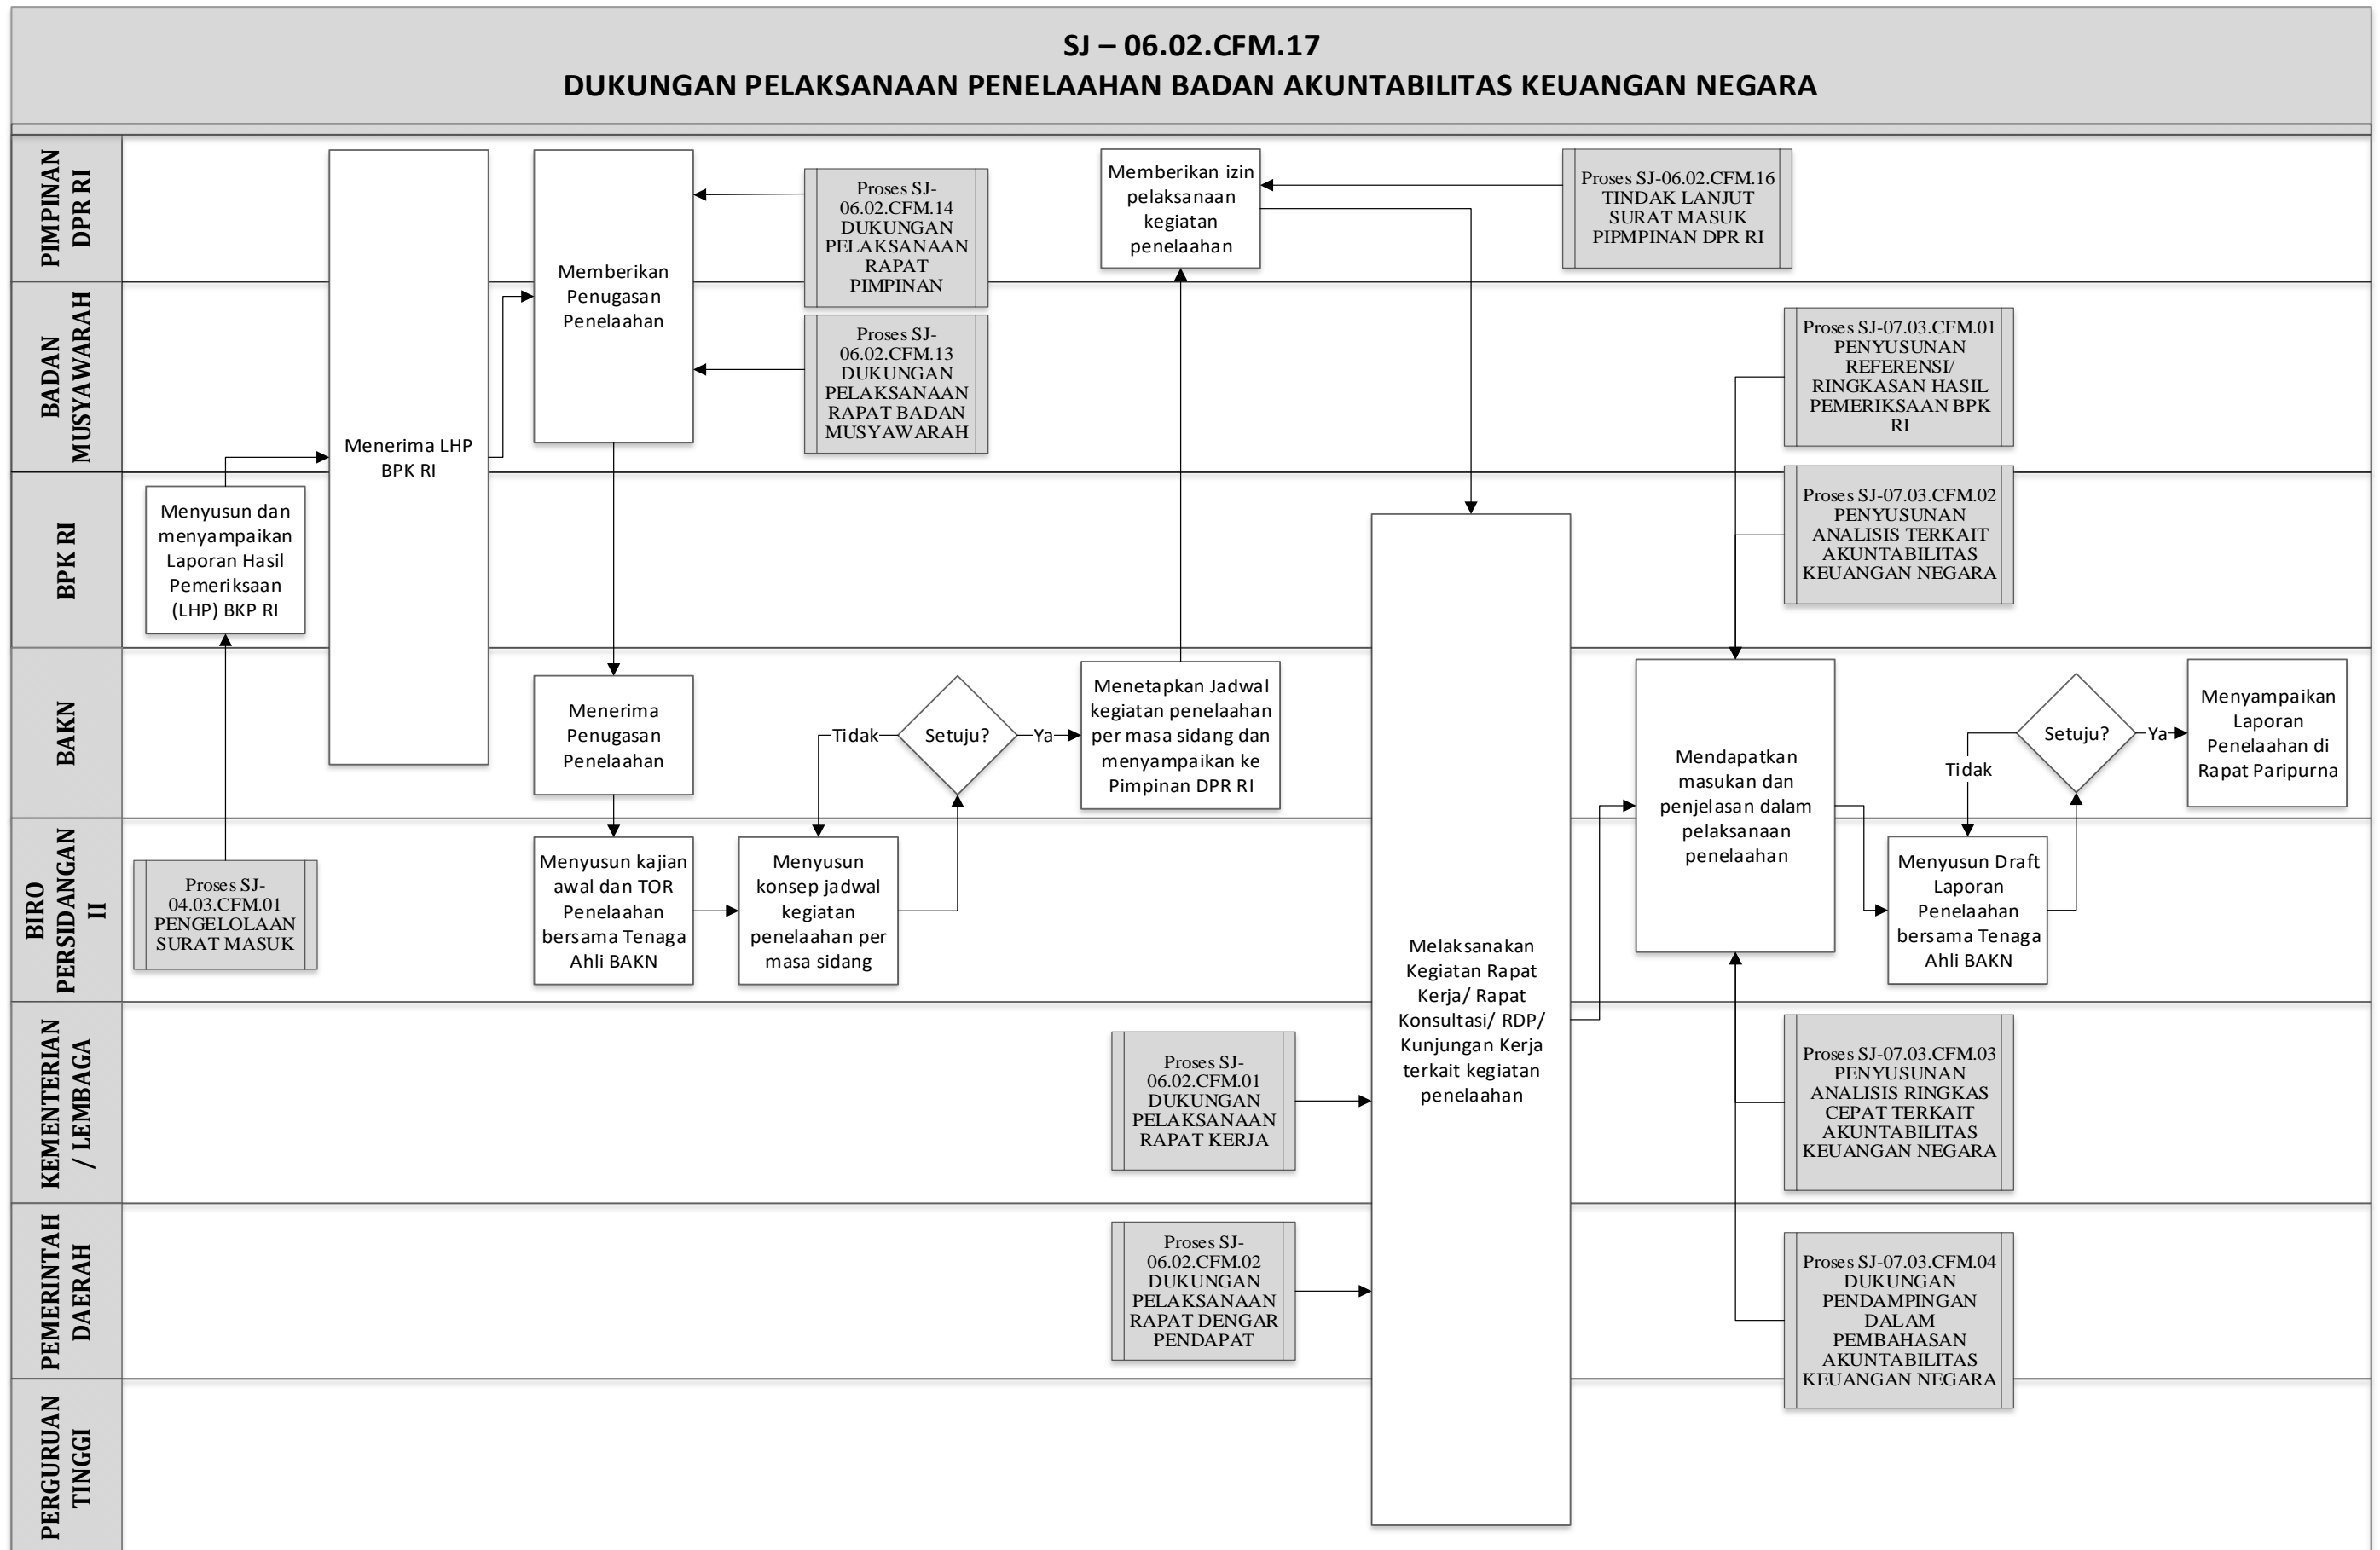 SJ – 06.02.CFM.17
DUKUNGAN PELAKSANAAN PENELAAHAN BADAN AKUNTABILITAS KEUANGAN NEGARA
PIMPINAN
DPR RI
Memberikan
Penugasan
Penelaahan
Proses SJ-
06.02.CFM.14
DUKUNGAN
PELAKSANAAN
RAPAT
PIMPINAN
Memberikan izin
pelaksanaan
kegiatan
penelaahan
Proses SJ-06.02.CFM.16
TINDAK LANJUT
SURAT MASUK
PIPMPINAN DPR RI
BADAN
MUSYAWARAH
Menerima LHP
BPK RI
Proses SJ-
06.02.CFM.13
DUKUNGAN
PELAKSANAAN
RAPAT BADAN
MUSYAWARAH
Proses SJ-07.03.CFM.01
PENYUSUNAN
REFERENSI/
RINGKASAN HASIL
PEMERIKSAAN BPK
RI
BPK RI
Menyusun dan
menyampaikan
Laporan Hasil
Pemeriksaan
(LHP) BKP RI
Proses SJ-07.03.CFM.02
PENYUSUNAN
ANALISIS TERKAIT
AKUNTABILITAS
KEUANGAN NEGARA
BAKN
Menerima
Penugasan
Penelaahan
Tidak
Setuju?
Ya
Menetapkan Jadwal
kegiatan penelaahan
per masa sidang dan
menyampaikan ke
Pimpinan DPR RI
Mendapatkan
masukan dan
penjelasan dalam
pelaksanaan
penelaahan
Tidak
Setuju?
Ya
Menyampaikan
Laporan
Penelaahan di
Rapat Paripurna
BIRO
PERSIDANGAN
II
Proses SJ-
04.03.CFM.01
PENGELOLAAN
SURAT MASUK
Menyusun kajian
awal dan TOR
Penelaahan
bersama Tenaga
Ahli BAKN
Menyusun
konsep jadwal
kegiatan
penelaahan per
masa sidang
Menyusun Draft
Laporan
Penelaahan
bersama Tenaga
Ahli BAKN
Melaksanakan
Kegiatan Rapat
Kerja/ Rapat
Konsultasi/ RDP/
Kunjungan Kerja
terkait kegiatan
penelaahan
KEMENTERIAN
/ LEMBAGA
Proses SJ-
06.02.CFM.01
DUKUNGAN
PELAKSANAAN
RAPAT KERJA
Proses SJ-07.03.CFM.03
PENYUSUNAN
ANALISIS RINGKAS
CEPAT TERKAIT
AKUNTABILITAS
KEUANGAN NEGARA
PEMERINTAH
DAERAH
Proses SJ-
06.02.CFM.02
DUKUNGAN
PELAKSANAAN
RAPAT DENGAR
PENDAPAT
Proses SJ-07.03.CFM.04
DUKUNGAN
PENDAMPINGAN
DALAM
PEMBAHASAN
AKUNTABILITAS
KEUANGAN NEGARA
PERGURUAN
TINGGI